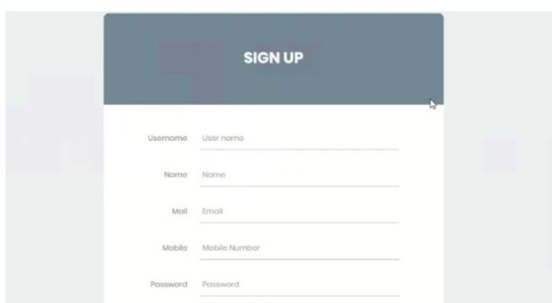 SIGN UP
Username User name
Name Name
Mail Email
Mobile Mobile Number
Password Password